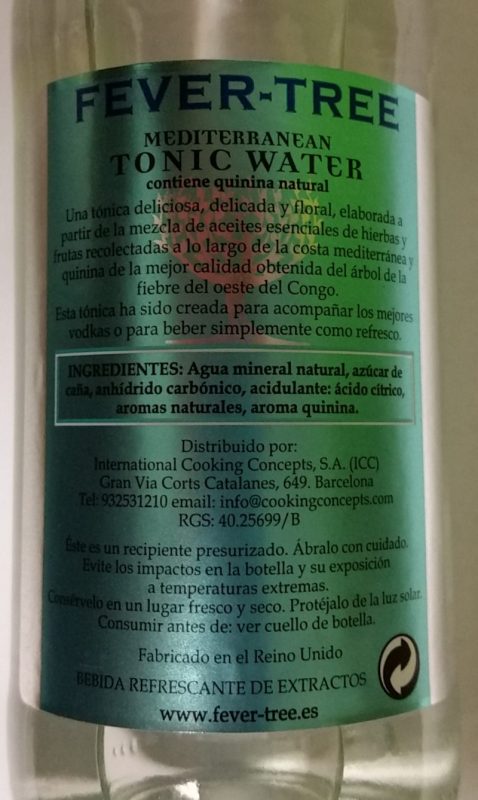 FEVER-TREE
MEDITERRANEAN
TONIC WATER
contiene quinina natural
Una tónica deliciosa, delicada y floral, elaborada a
partir de la mezcla de aceites esenciales de hierbas y
frutas recolectadas a lo largo de la costa mediterránea y
quinina de la mejor calidad obtenida del árbol de la
fiebre del oeste del Congo.
Esta tónica ha sido creada para acompañar los mejores
vodkas o para beber simplemente como refresco.
INGREDIENTES: Agua mineral natural, azúcar de
caña, anhídrido carbónico, acidulante: ácido cítrico,
aromas naturales, aroma quinina.
Distribuido por:
International Cooking Concepts, S.A. (ICC)
Gran Via Corts Catalanes, 649. Barcelona
Tel: 932531210 email: info@cookingconcepts.com
RGS: 40.25699/B
Éste es un recipiente presurizado. Ábralo con cuidado.
Evite los impactos en la botella y su exposición
a temperaturas extremas.
Consérvelo en un lugar fresco y seco. Protéjalo de la luz solar.
Consumir antes de: ver cuello de botella.
Fabricado en el Reino Unido
BEBIDA REFRESCANTE DE EXTRACTOS
www.fever-tree.es